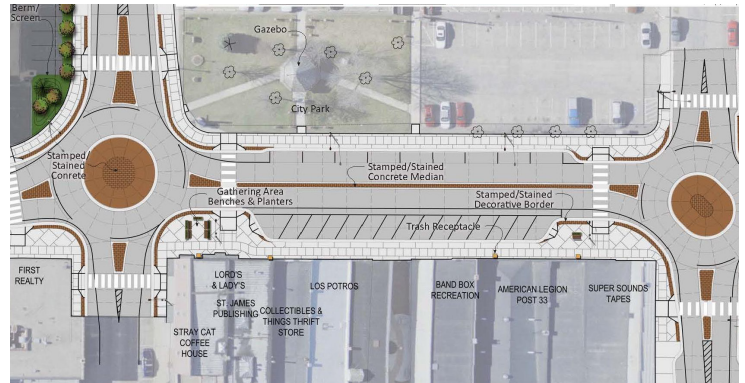 Berm/
Screen
Gazebo
City Park
Stamped/
Stained
Conrete
Stamped/Stained
Concrete Median
Gathering Area
Benches & Planters
Stamped/Stained
Decorative Border
Trash Receptacle
FIRST
REALTY
LORD'S
& LADY'S
ST. JAMES
PUBLISHING
STRAY CAT
COFFEE
HOUSE
COLLECTIBLES &
THINGS THRIFT
STORE
LOS POTROS
BAND BOX
RECREATION
AMERICAN LEGION
POST 33
SUPER SOUNDS
TAPES